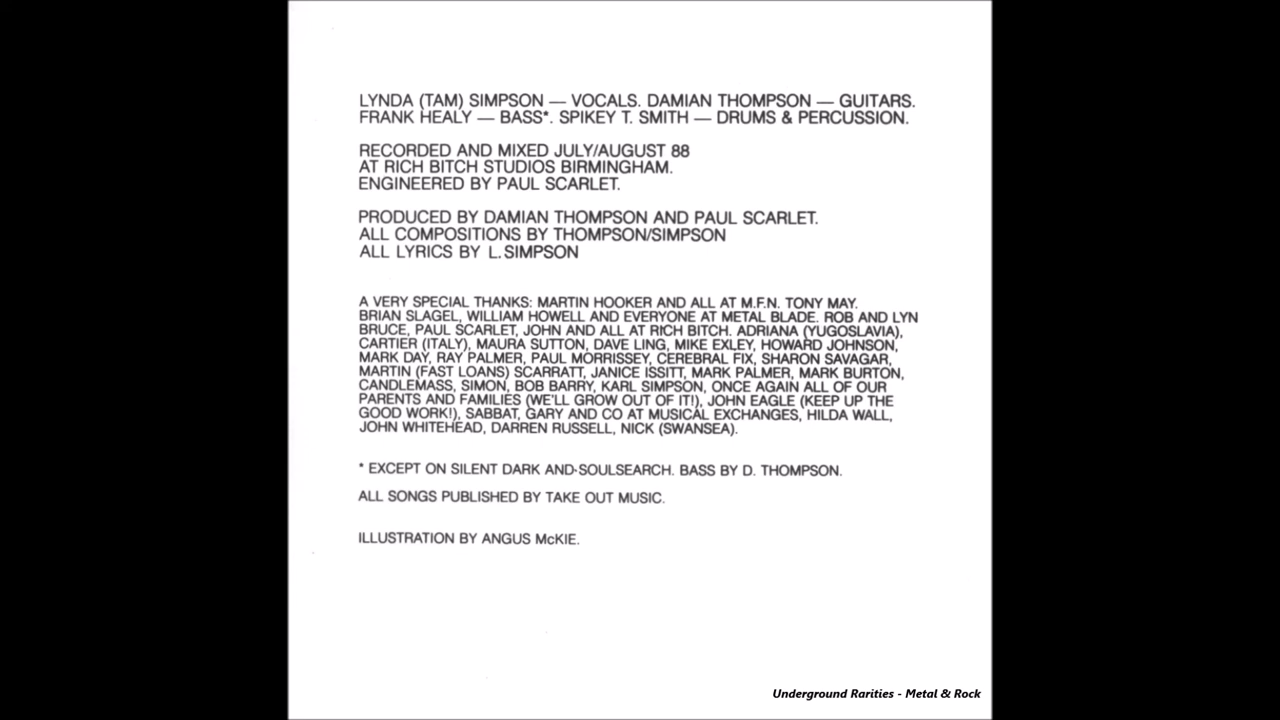 LYNDA (TAM) SIMPSON — VOCALS. DAMIAN THOMPSON — GUITARS.
FRANK HEALY — BASS*. SPIKEY T. SMITH — DRUMS & PERCUSSION.
RECORDED AND MIXED JULY/AUGUST 88
AT RICH BITCH STUDIOS BIRMINGHAM.
ENGINEERED BY PAUL SCARLET.
PRODUCED BY DAMIAN THOMPSON AND PAUL SCARLET.
ALL COMPOSITIONS BY THOMPSON/SIMPSON
ALL LYRICS BY L. SIMPSON
A VERY SPECIAL THANKS: MARTIN HOOKER AND ALL AT M.F.N. TONY MAY.
BRIAN SLAGEL, WILLIAM HOWELL AND EVERYONE AT METAL BLADE. ROB AND LYN
BRUCE, PAUL SCARLET, JOHN AND ALL AT RICH BITCH. ADRIANA (YUGOSLAVIA),
CARTIER (ITALY), MAURA SUTTON, DAVE LING, MIKE EXLEY, HOWARD JOHNSON,
MARK DAY, RAY PALMER, PAUL MORRISSEY, CEREBRAL FIX, SHARON SAVAGAR,
MARTIN (FAST LOANS) SCARRATT, JANICE ISSITT, MARK PALMER, MARK BURTON,
CANDLEMASS, SIMON, BOB BARRY, KARL SIMPSON, ONCE AGAIN ALL OF OUR
PARENTS AND FAMILIES (WE'LL GROW OUT OF IT!), JOHN EAGLE (KEEP UP THE
GOOD WORK!), SABBAT, GARY AND CO AT MUSICAL EXCHANGES, HILDA WALL,
JOHN WHITEHEAD, DARREN RUSSELL, NICK (SWANSEA).
* EXCEPT ON SILENT DARK AND SOULSEARCH. BASS BY D. THOMPSON.
ALL SONGS PUBLISHED BY TAKE OUT MUSIC.
ILLUSTRATION BY ANGUS McKIE.
Underground Rarities - Metal & Rock